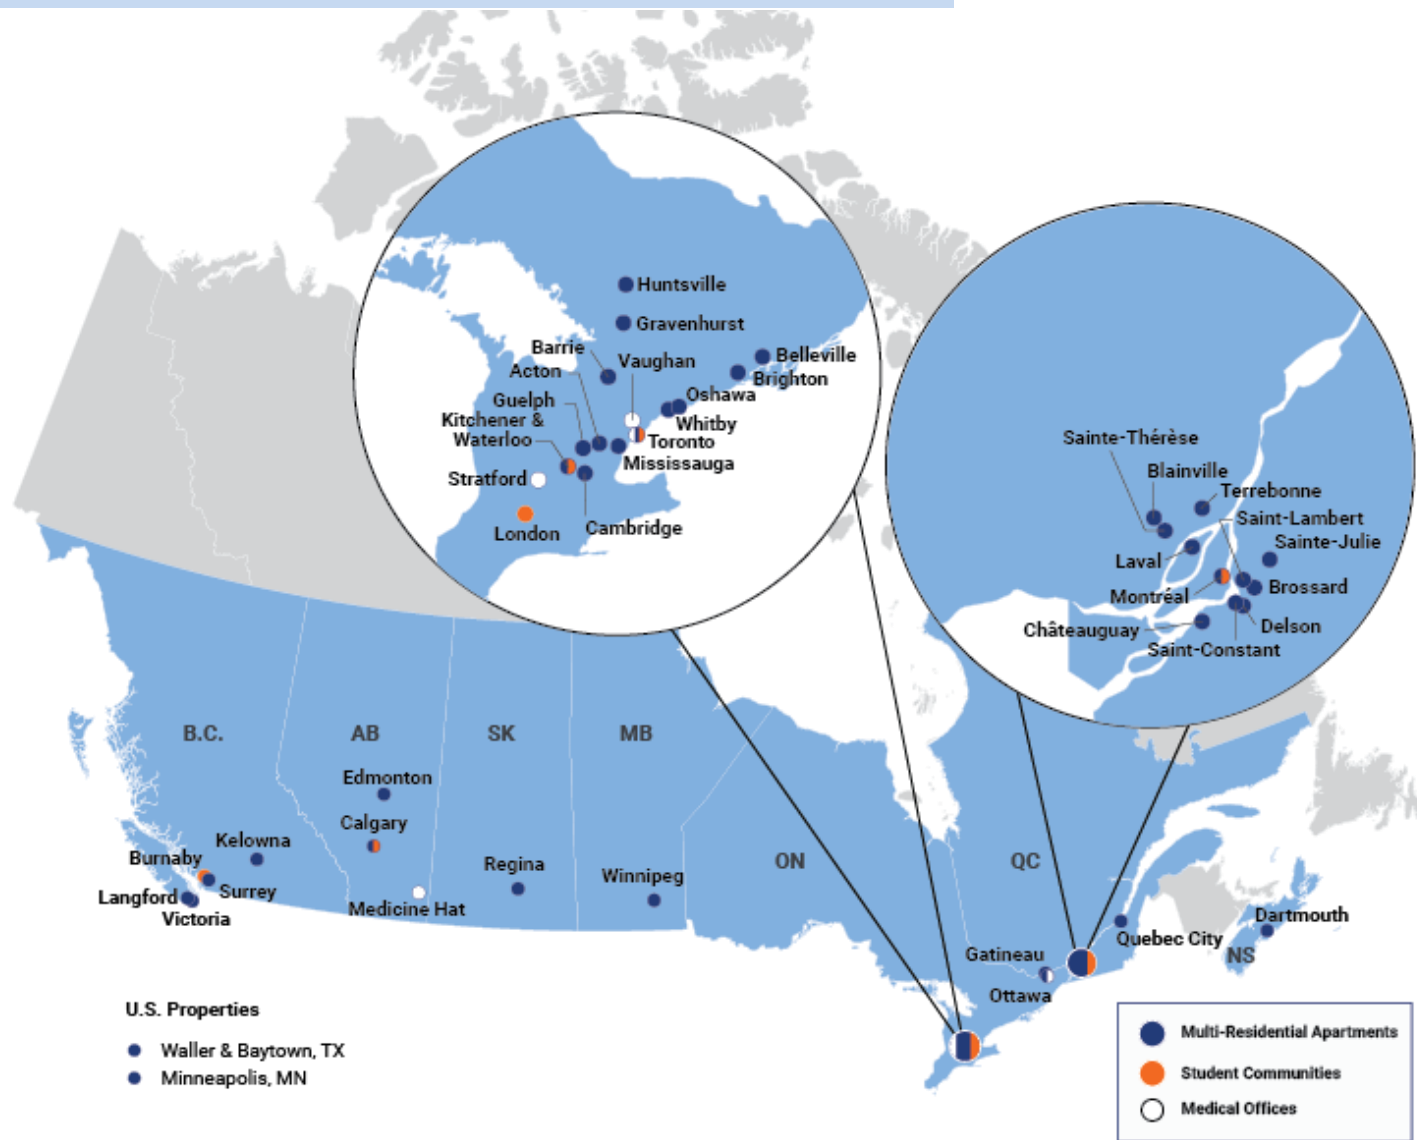 Huntsville
Gravenhurst
Barrie
Vaughan
Belleville
Acton
Brighton
Guelph
Oshawa
Kitchener &
Waterloo
Whitby
Toronto
Mississauga
Stratford
London
Cambridge
Sainte-Thérèse
Blainville
Terrebonne
Saint-Lambert
Sainte-Julie
Laval
Brossard
Montréal
Châteauguay
Delson
Saint-Constant
B.C.
AB
SK
MB
Edmonton
Calgary
Kelowna
Burnaby
Surrey
Langford
Victoria
Medicine Hat
Regina
Winnipeg
ON
QC
Dartmouth
Quebec City
NS
Gatineau
Ottawa
U.S. Properties
Waller & Baytown, TX
Minneapolis, MN
Multi-Residential Apartments
Student Communities
Medical Offices